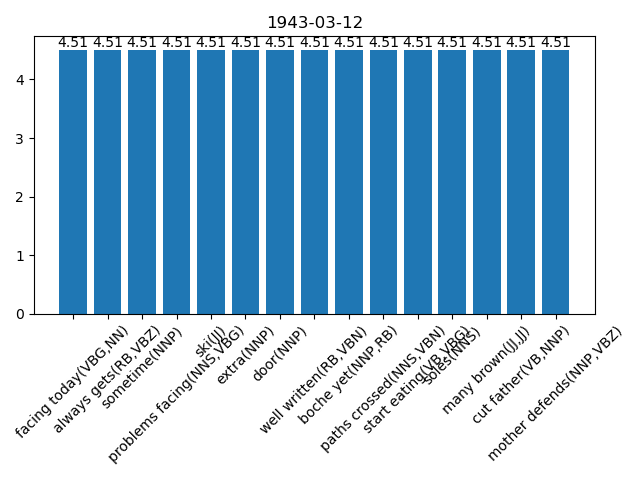 1943-03-12
4.51 4.51 4.51 4.51 4.51 4.51 4.51 4.51 4.51 4.51 4.51 4.51 4.51 4.51 4.51
4
3
2
1
0
facing today(VBG,NN)
always gets(RB,VBZ)
sometime(NNP)
problems facing(NNS,VBG)
ski(JJ)
extra(NNP)
door(NNP)
well written(RB,VBN)
boche yet(NNP,RB)
paths crossed(NNS,VBN)
start eating(VB,VBG)
soles(NNS)
many brown(JJ,JJ)
cut father(VB,NNP)
mother defends(NNP,VBZ)